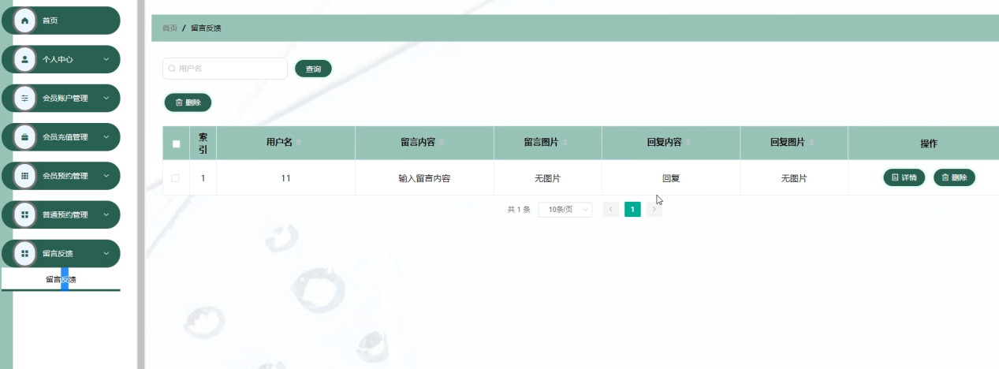 首页
个人中心
会员账户管理
会员充值管理
会员预约管理
普通预约管理
留言反馈
留言反馈
首页 / 留言反馈
用户名 查询
删除
索引 用户名 留言内容 留言图片 回复内容 回复图片 操作
1 11 输入留言内容 无图片 回复 无图片 详情 删除
共 1 条 10条/页 1